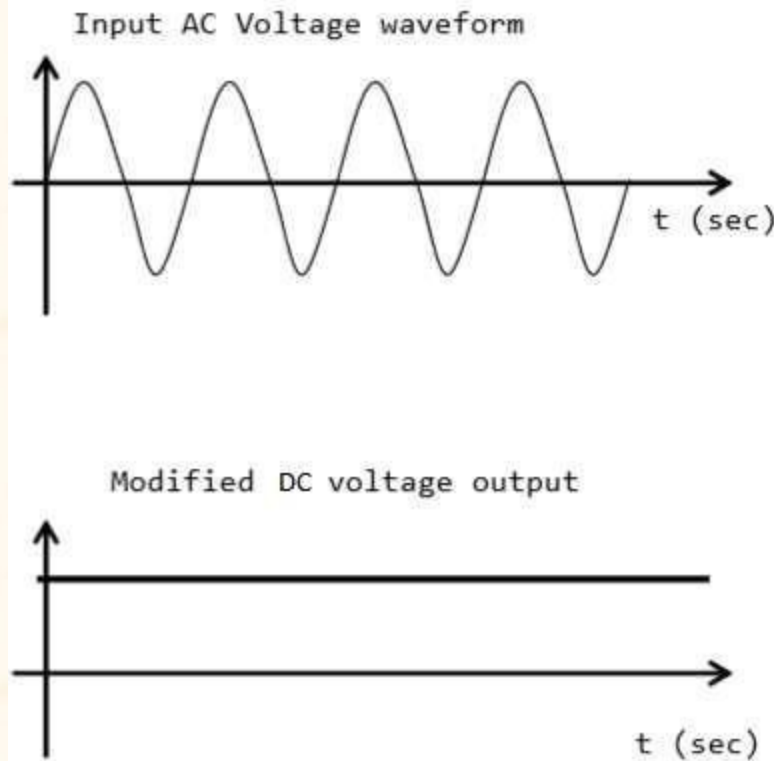 Input AC Voltage waveform
t (sec)
Modified DC voltage output
t (sec)